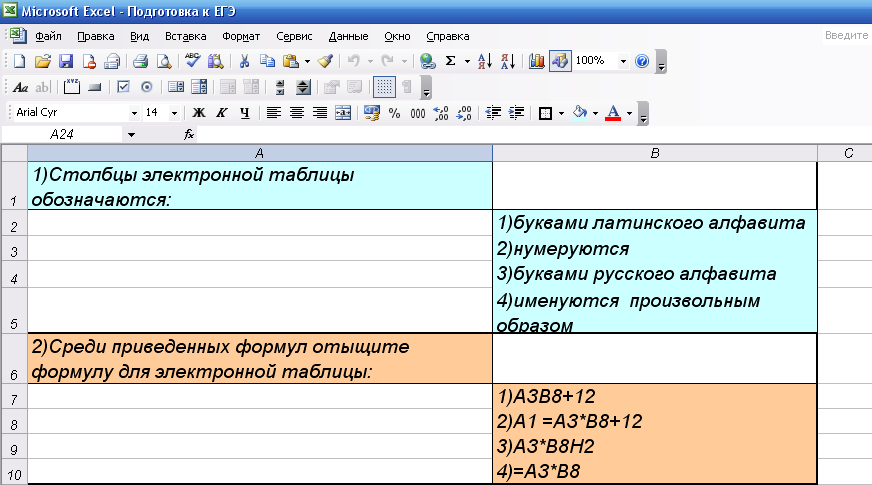 Microsoft Excel - Подготовка к ЕГЭ
Файл Правка Вид Вставка Формат Сервис Данные Окно Справка Введите
100%
Arial Cyr 14 Ж К Ч % 000
A24 fx
A B C
1 1)Столбцы электронной таблицы
обозначаются:
2 1)буквами латинского алфавита
3 2)нумеруются
4 3)буквами русского алфавита
5 4)именуются произвольным
образом
6 2)Среди приведенных формул отыщите
формулу для электронной таблицы:
7 1)A3B8+12
8 2)A1 =A3*B8+12
9 3)A3*B8H2
10 4)=A3*B8